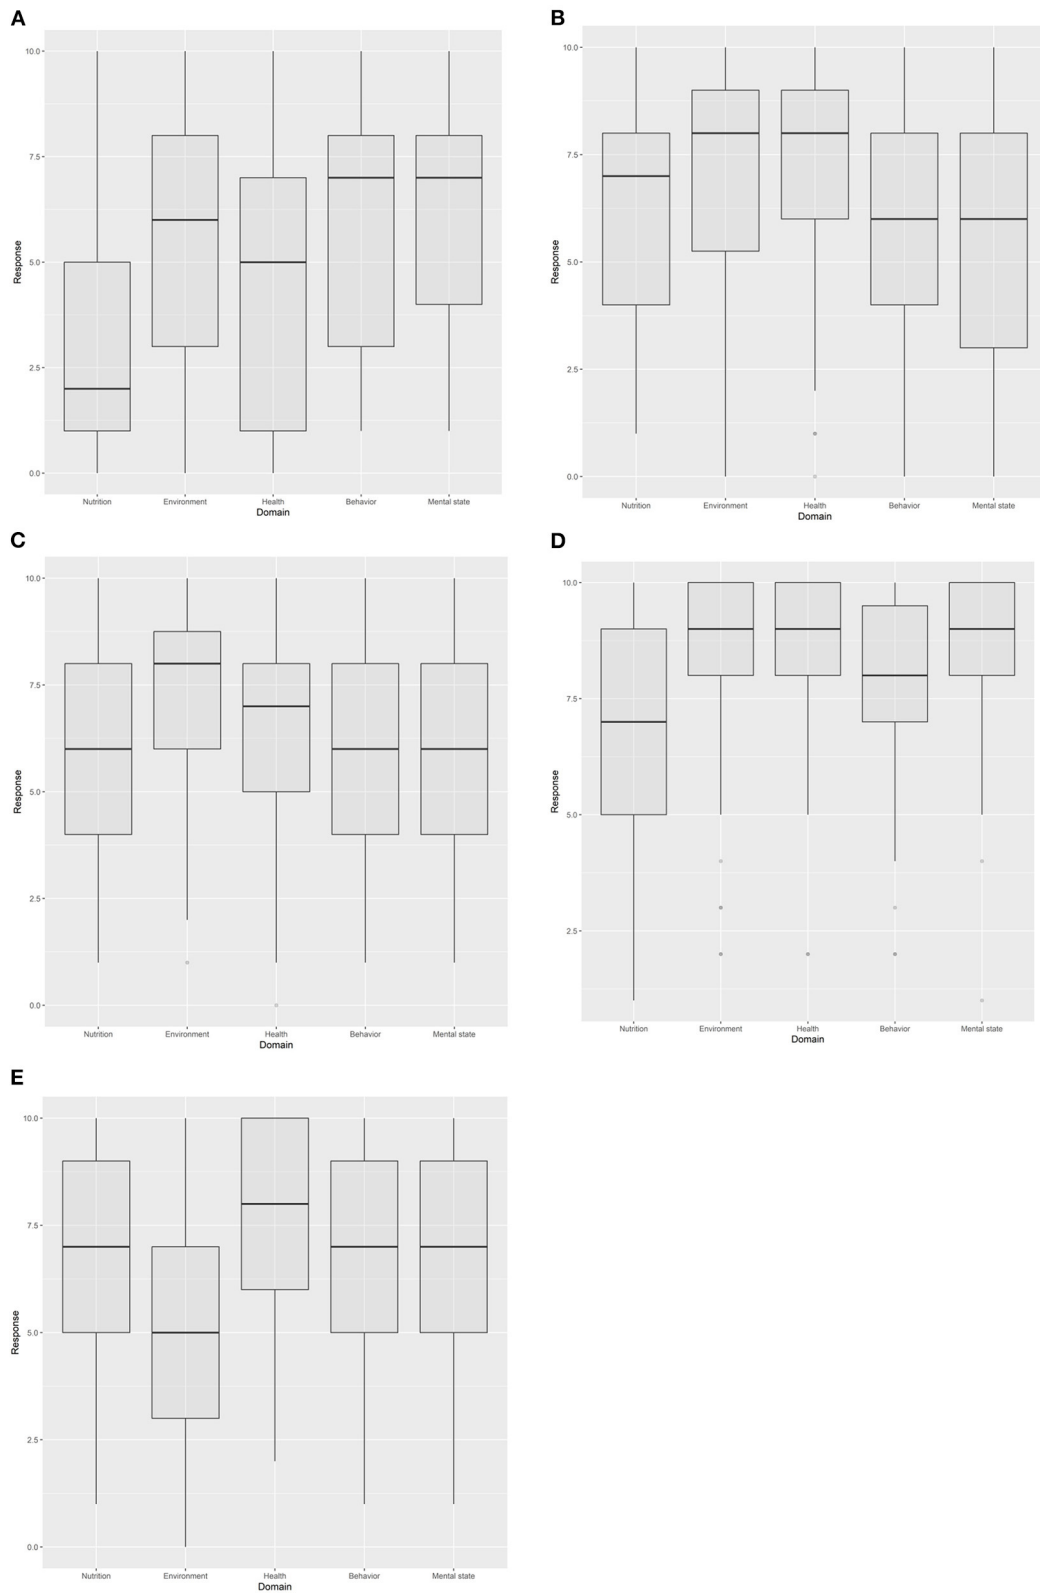 A
10.0
7.5
5.0
2.5
0.0
Response
Nutrition Environment Health Behavior Mental state
Domain
B
10.0
7.5
5.0
2.5
0.0
Response
Nutrition Environment Health Behavior Mental state
Domain
C
10.0
7.5
5.0
2.5
0.0
Response
Nutrition Environment Health Behavior Mental state
Domain
D
10.0
7.5
5.0
2.5
Response
Nutrition Environment Health Behavior Mental state
Domain
E
10.0
7.5
5.0
2.5
0.0
Response
Nutrition Environment Health Behavior Mental state
Domain